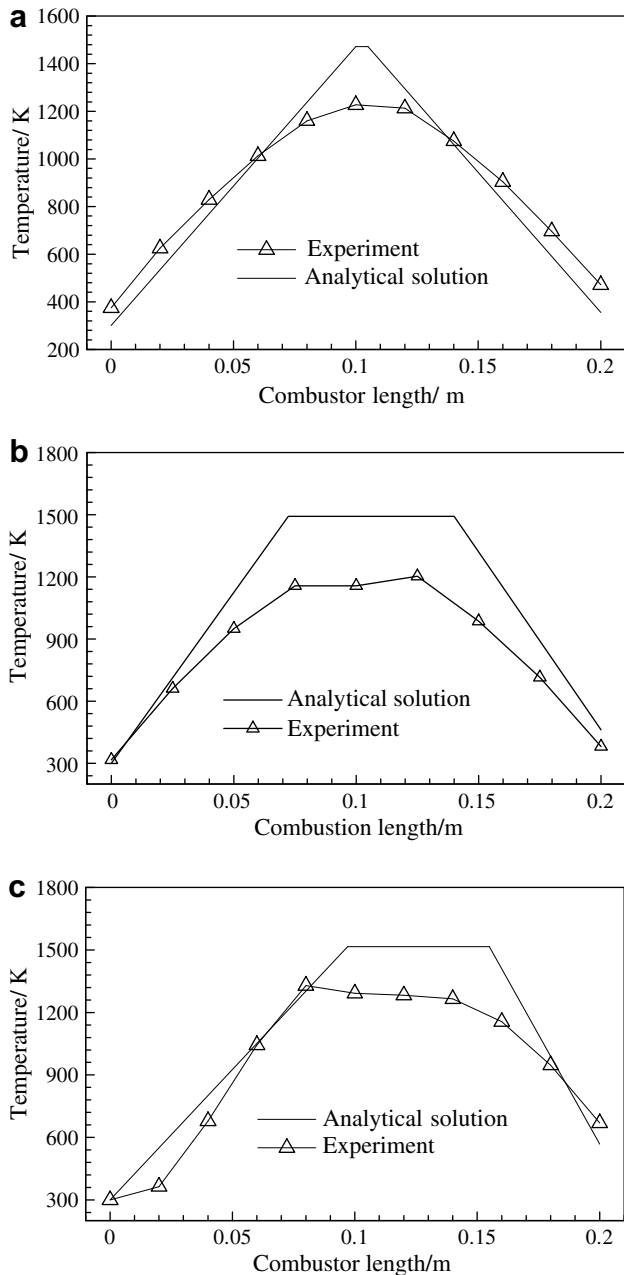 a
1600
1400
1200
1000
800
600
400
200
Temperature/ K
Experiment
Analytical solution
0
0.05
0.1
0.15
0.2
Combustor length/ m
b
1800
1500
1200
900
600
300
Temperature/ K
Analytical solution
Experiment
0
0.05
0.1
0.15
0.2
Combustion length/m
c
1800
1500
1200
900
600
300
Temperature/ K
Analytical solution
Experiment
0
0.05
0.1
0.15
0.2
Combustor length/m